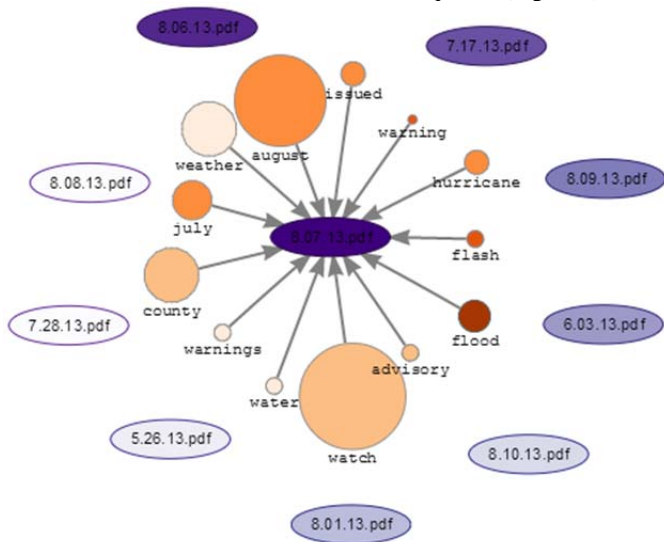 8.06.13.pdf
7.17.13.pdf
issued
august
warning
weather
hurricane
8.08.13.pdf
8.09.13.pdf
july
8.07.13.pdf
flash
county
7.28.13.pdf
warnings
flood
6.03.13.pdf
advisory
water
5.26.13.pdf
watch
8.10.13.pdf
8.01.13.pdf